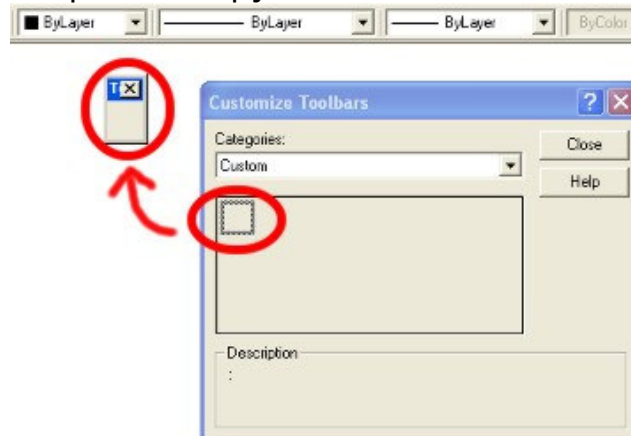 ByLayer ByLayer ByLayer ByColor
T
Customize Toolbars
Categories:
Custom
Close
Help
Description
: